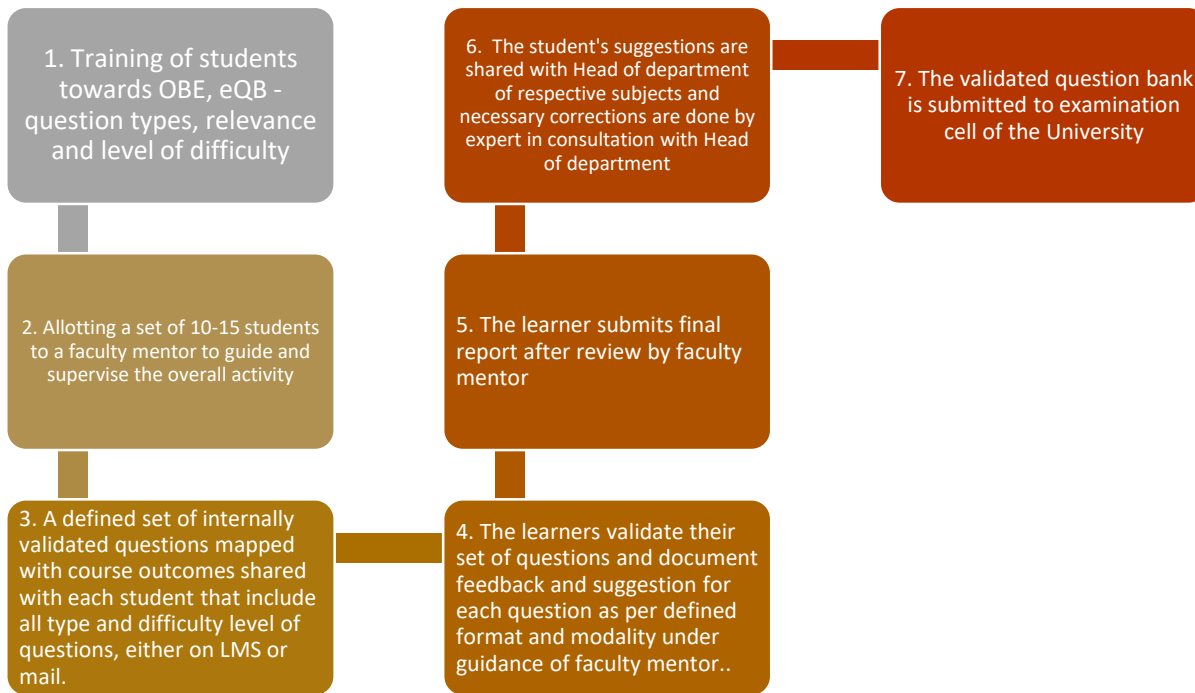 1. Training of students
towards OBE, eQB -
question types, relevance
and level of difficulty
2. Allotting a set of 10-15 students
to a faculty mentor to guide and
supervise the overall activity
3. A defined set of internally
validated questions mapped
with course outcomes shared
with each student that include
all type and difficulty level of
questions, either on LMS or
mail.
4. The learners validate their
set of questions and document
feedback and suggestion for
each question as per defined
format and modality under
guidance of faculty mentor..
5. The learner submits final
report after review by faculty
mentor
6. The student's suggestions are
shared with Head of department
of respective subjects and
necessary corrections are done by
expert in consultation with Head
of department
7. The validated question bank
is submitted to examination
cell of the University